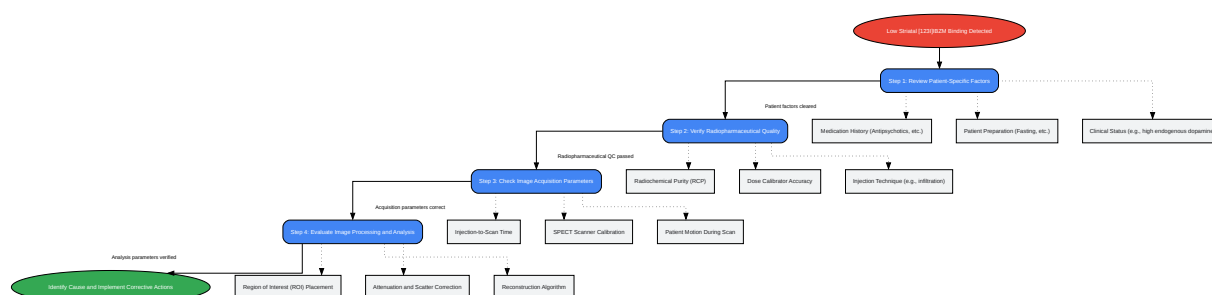 Low Striatal [123I]IBZM Binding Detected
Step 1: Review Patient-Specific Factors
Patient factors cleared
Step 2: Verify Radiopharmaceutical Quality
Medication History (Antipsychotics, etc.)
Patient Preparation (Fasting, etc.)
Clinical Status (e.g., high endogenous dopamine
Radiopharmaceutical QC passed
Step 3: Check Image Acquisition Parameters
Radiochemical Purity (RCP)
Dose Calibrator Accuracy
Injection Technique (e.g., infiltration)
Acquisition parameters correct
Step 4: Evaluate Image Processing and Analysis
Injection-to-Scan Time
SPECT Scanner Calibration
Patient Motion During Scan
Analysis parameters verified
Identify Cause and Implement Corrective Actions
Region of Interest (ROI) Placement
Attenuation and Scatter Correction
Reconstruction Algorithm